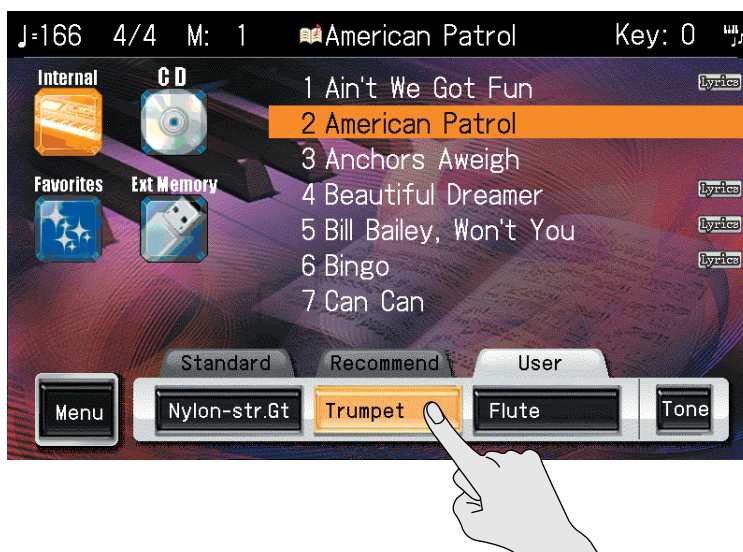 ♩=166 4/4 M: 1 American Patrol Key: 0
Internal CD
1 Ain't We Got Fun Lyrics
2 American Patrol
3 Anchors Aweigh
Favorites Ext Memory
4 Beautiful Dreamer Lyrics
5 Bill Bailey, Won't You Lyrics
6 Bingo Lyrics
7 Can Can
Standard Recommend User
Menu Nylon-str.Gt Trumpet Flute Tone